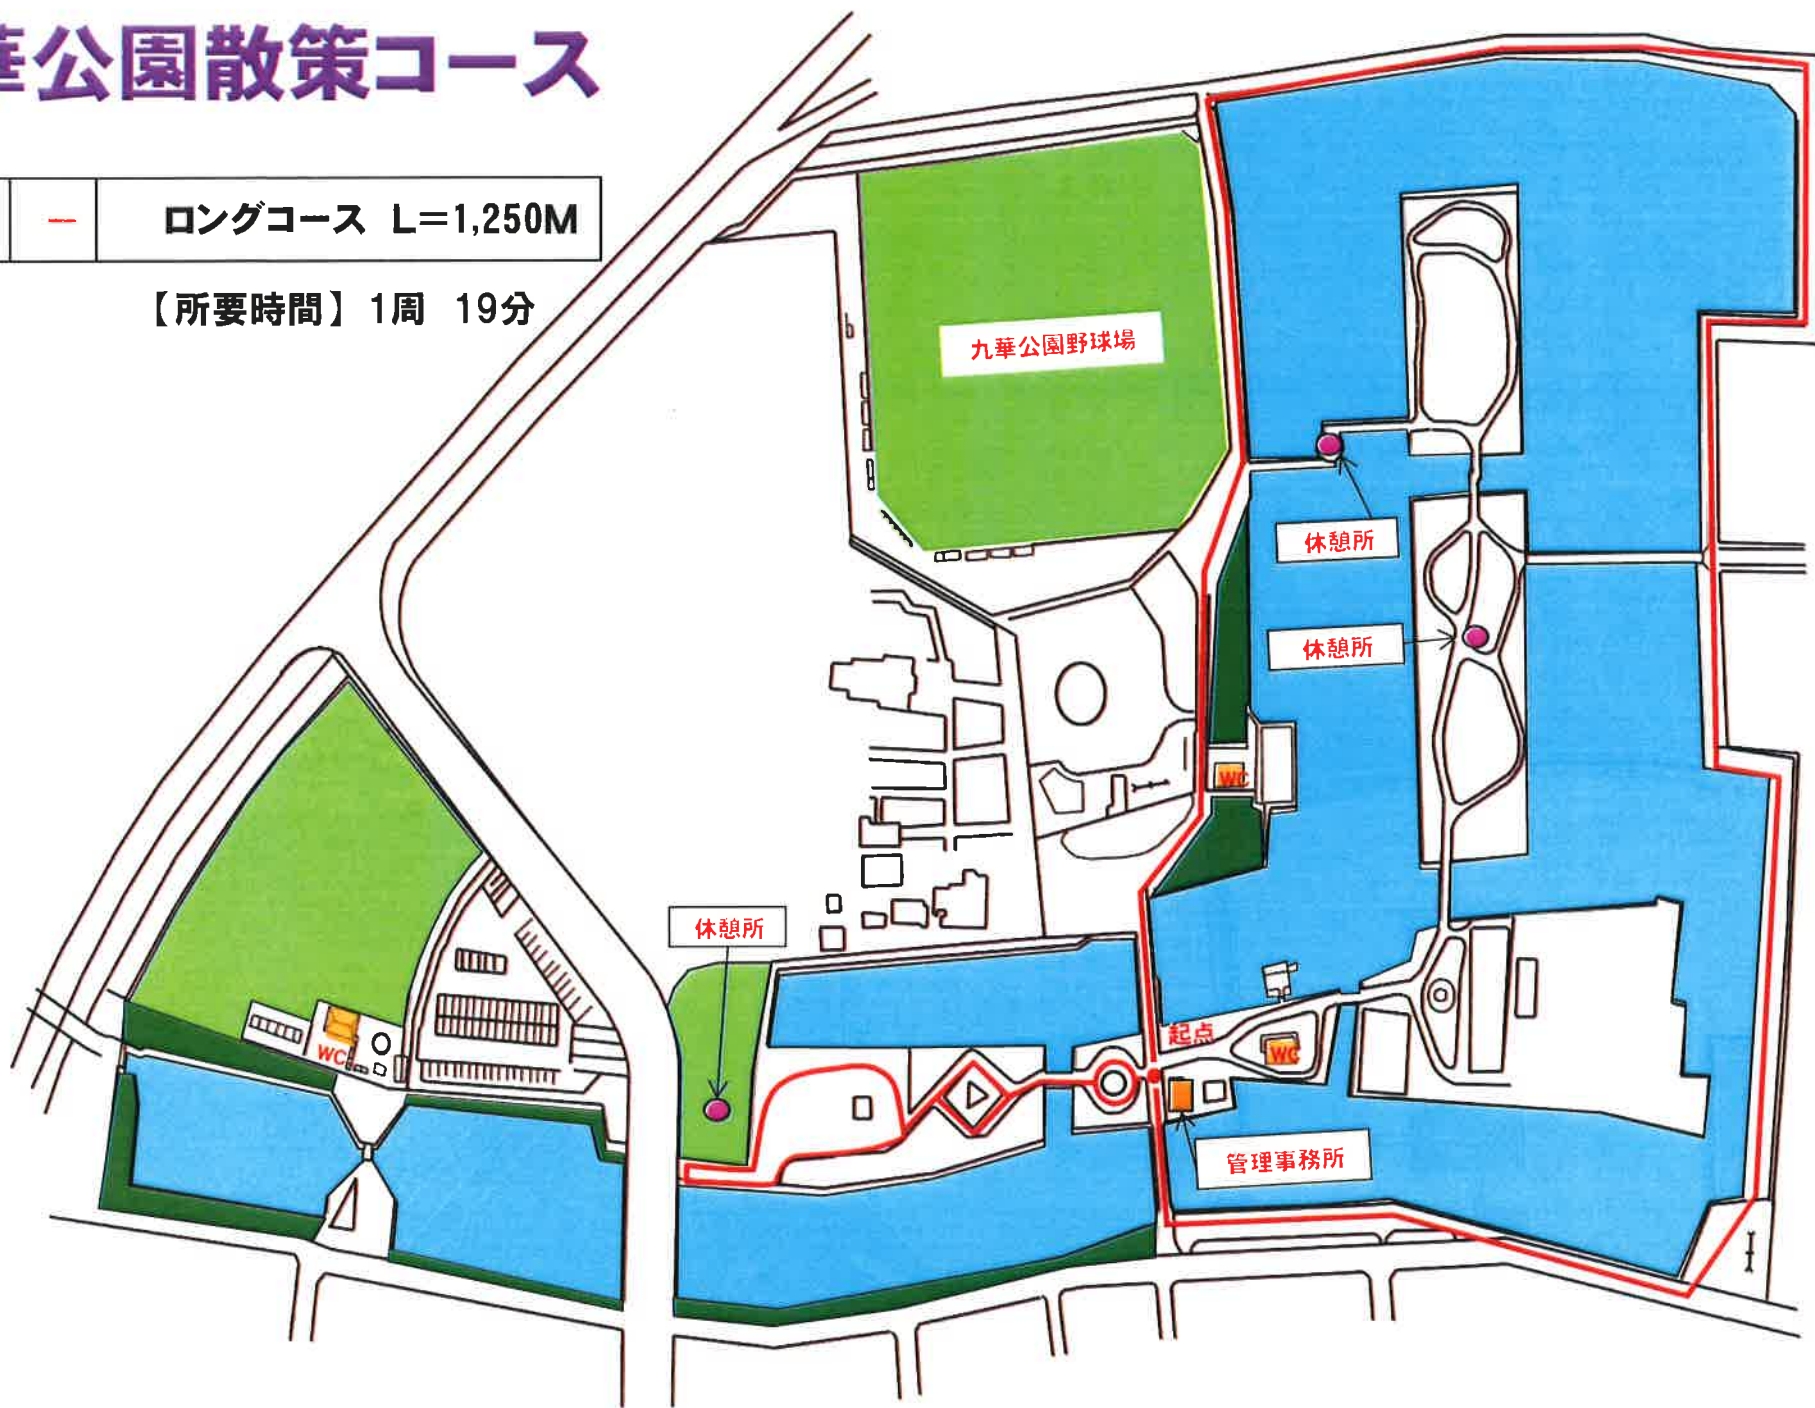 華公園散策コース
ロングコース L=1,250M
【所要時間】1周 19分
九華公園野球場
休憩所
休憩所
WC
休憩所
起点
WC
WC
管理事務所